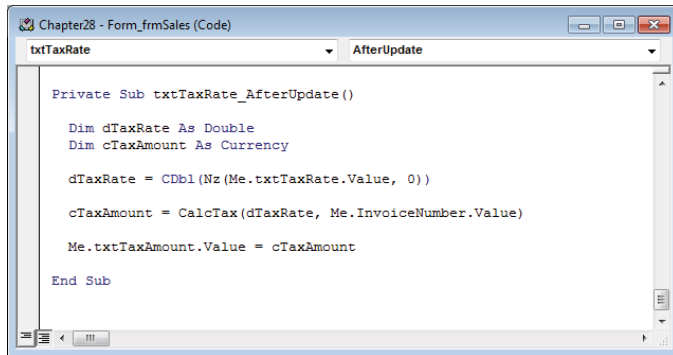 Chapter28 - Form_frmSales (Code)
txtTaxRate AfterUpdate
Private Sub txtTaxRate_AfterUpdate()
Dim dTaxRate As Double
Dim cTaxAmount As Currency
dTaxRate = CDbl(Nz(Me.txtTaxRate.Value, 0))
cTaxAmount = CalcTax(dTaxRate, Me.InvoiceNumber.Value)
Me.txtTaxAmount.Value = cTaxAmount
End Sub